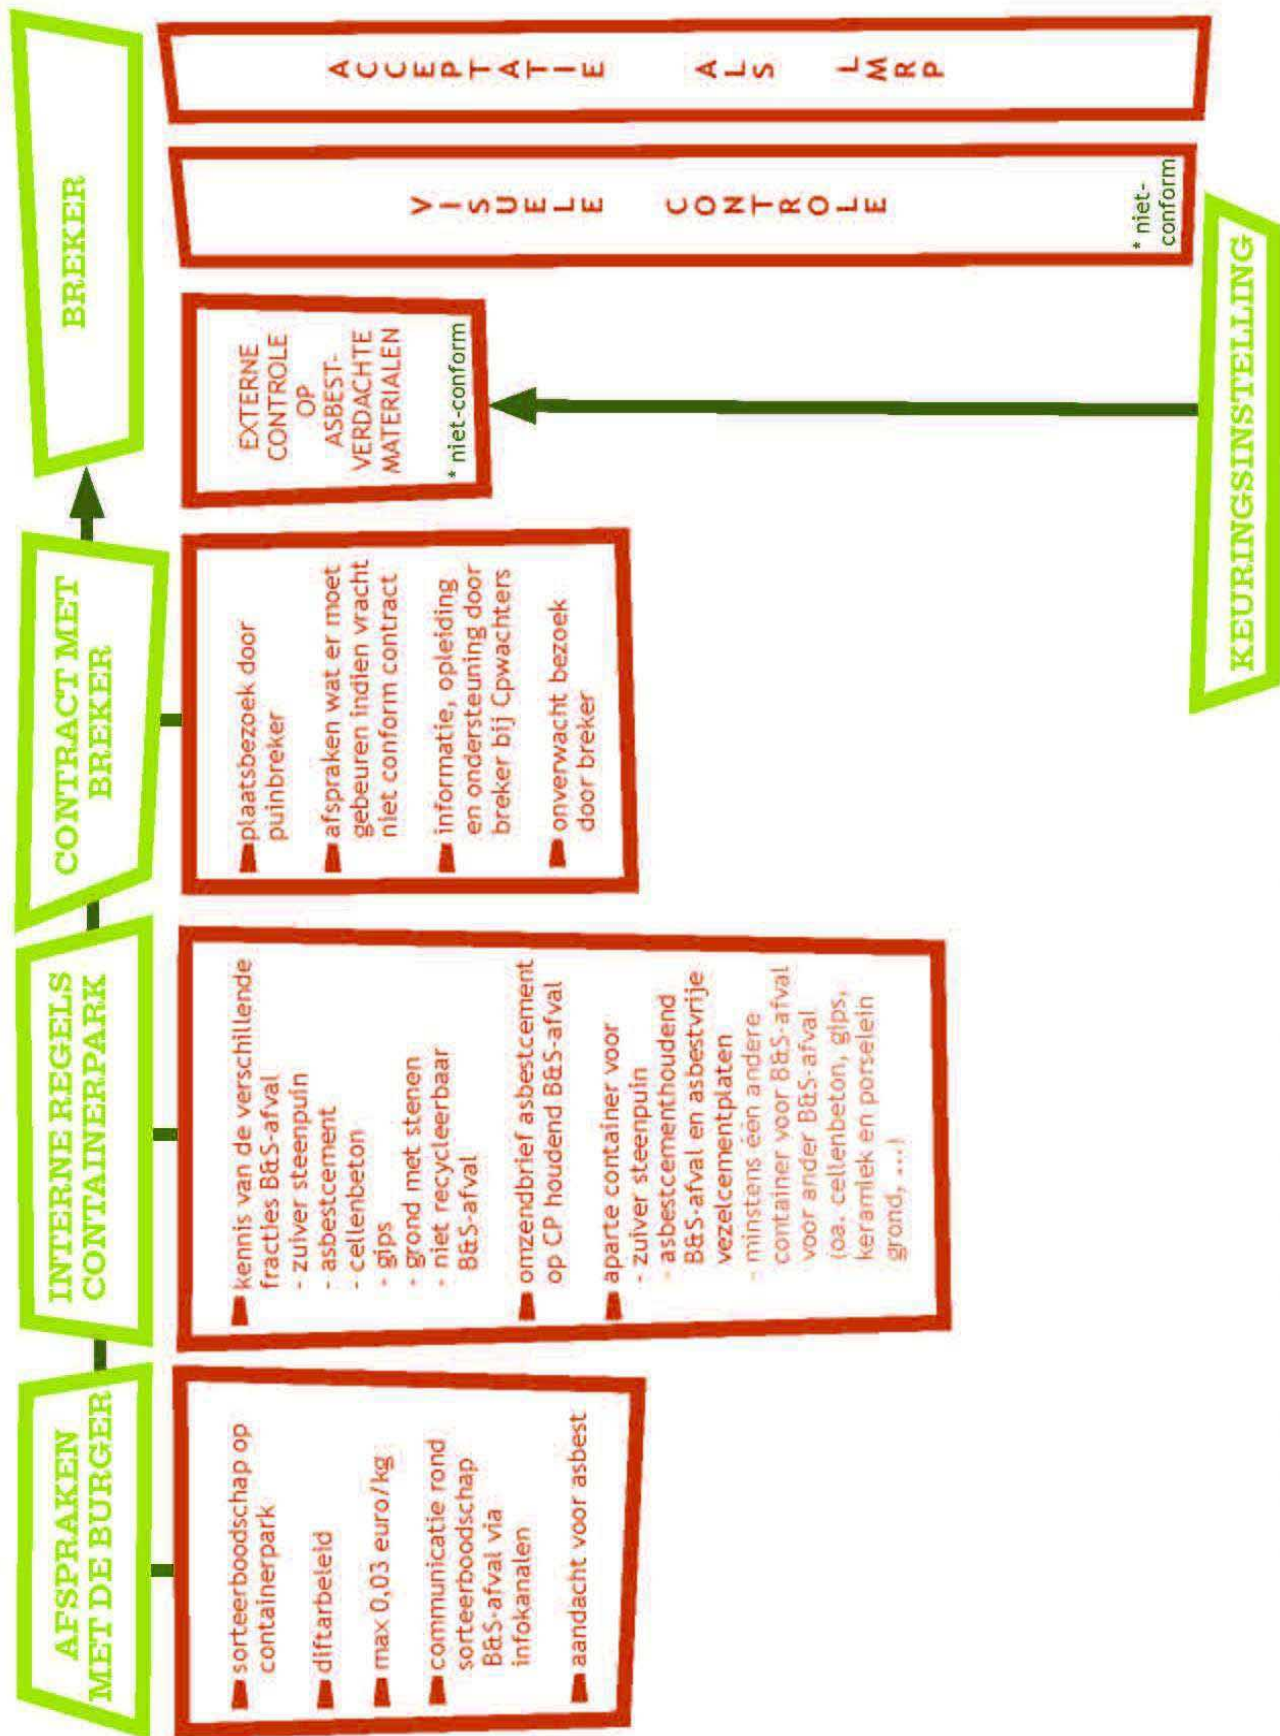 AFSPRAKEN
MET DE BURGER
sorteerboodschap op
containerpark
diftarbeleid
max 0,03 euro/kg
communicatie rond
sorteerboodschap
B&S-afval via
infokanalen
aandacht voor asbest
INTERNE REGELS
CONTAINERPARK
kennis van de verschillende
fracties B&S-afval
- zuiver steenpuin
- asbestcement
- cellenbeton
- gips
- grond met stenen
- niet recycleerbaar
B&S-afval
omzendbrief asbestcement
op CP houdend B&S-afval
aparte container voor
- zuiver steenpuin
- asbestcementhoudend
B&S-afval en asbestvrije
vezelcementplaten
- minstens één andere
container voor B&S-afval
voor ander B&S-afval
(oa. cellenbeton, gips,
keramiek en porselein
grond, ...)
CONTRACT MET
BREKER
plaatsbezoek door
puinbreker
afspraken wat er moet
gebeuren indien vracht
niet conform contract
informatie, opleiding
en ondersteuning door
breker bij Cpwachters
onverwacht bezoek
door breker
BREKER
EXTERNE
CONTROLE
OP
ASBEST-
VERDACHTE
MATERIALEN
* niet-conform
VISUELE CONTROLE
* niet-
conform
ACCEPTATIE ALS LMRP
KEURINGSINSTELLING